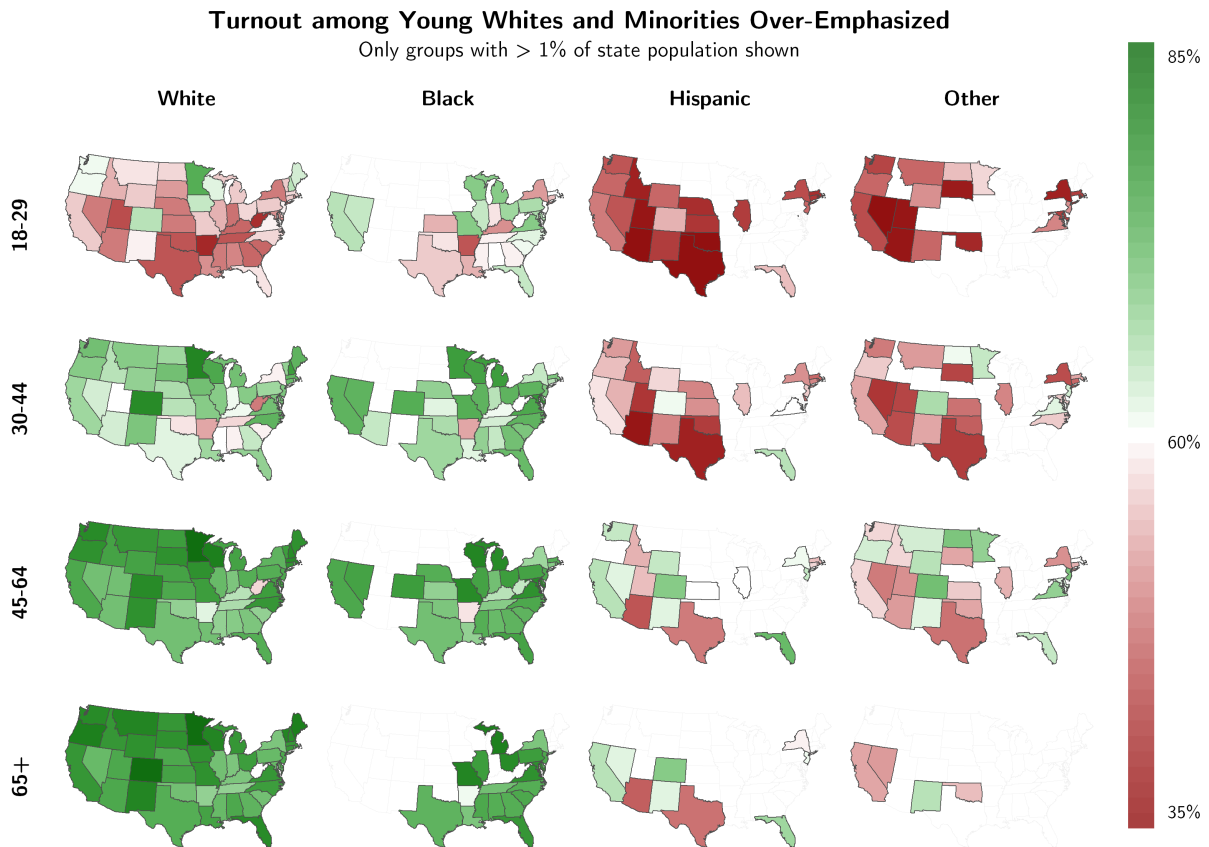 Turnout among Young Whites and Minorities Over-Emphasized
Only groups with > 1% of state population shown
White Black Hispanic Other
18-29
30-44
45-64
65+
85%
60%
35%